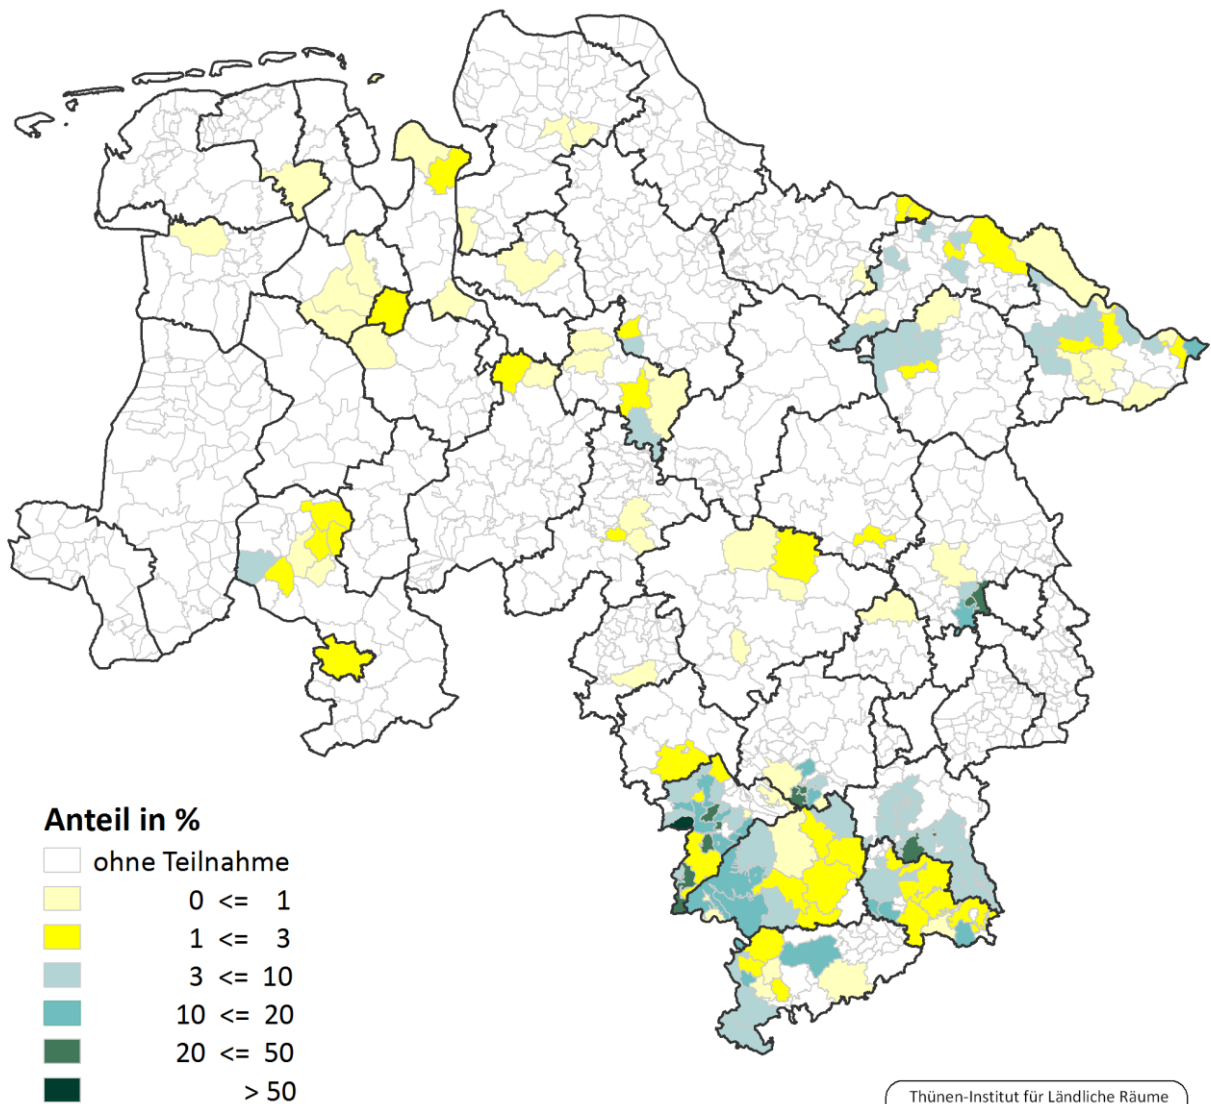 Anteil in %
ohne Teilnahme
0 <= 1
1 <= 3
3 <= 10
10 <= 20
20 <= 50
> 50
Thünen-Institut für Ländliche Räume